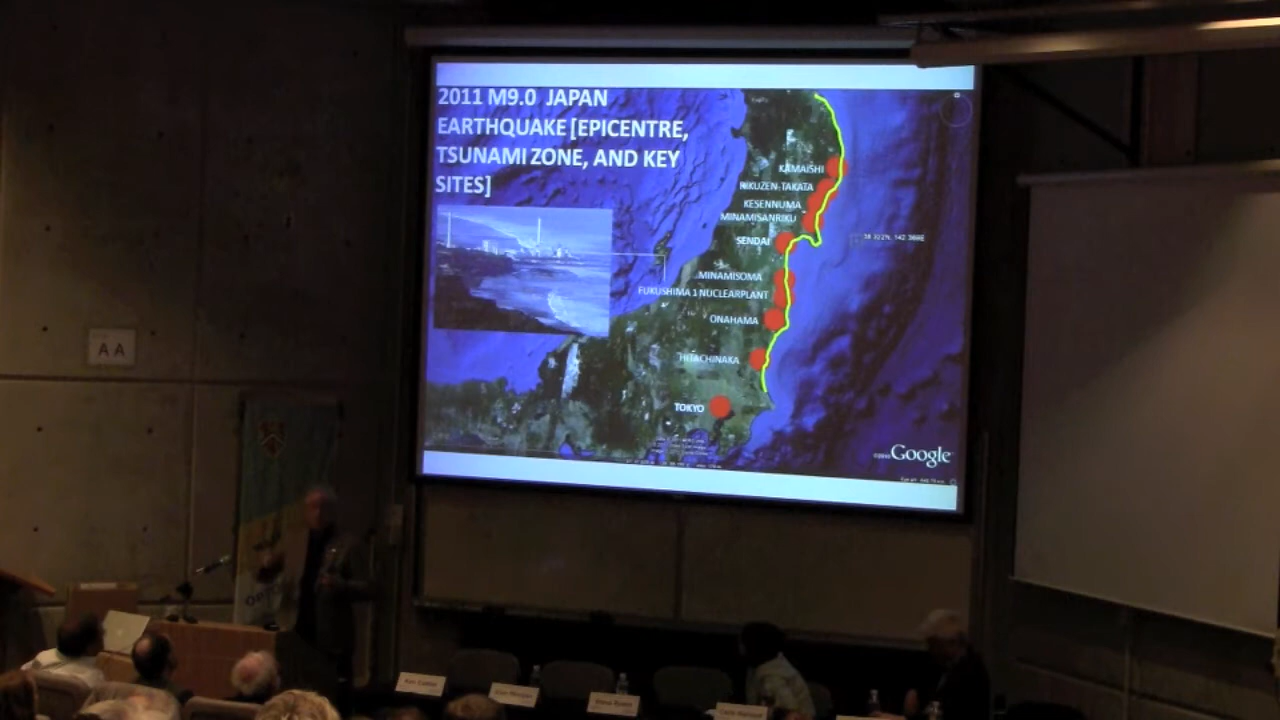 2011 M9.0 JAPAN
EARTHQUAKE [EPICENTRE,
TSUNAMI ZONE, AND KEY
SITES]
KAMAISHI
RIKUZEN-TAKATA
KESENNUMA
MINAMISANRIKU
SENDAI
MINAMISOMA
FUKUSHIMA 1 NUCLEARPLANT
ONAHAMA
HITACHINAKA
TOKYO
Google
A A